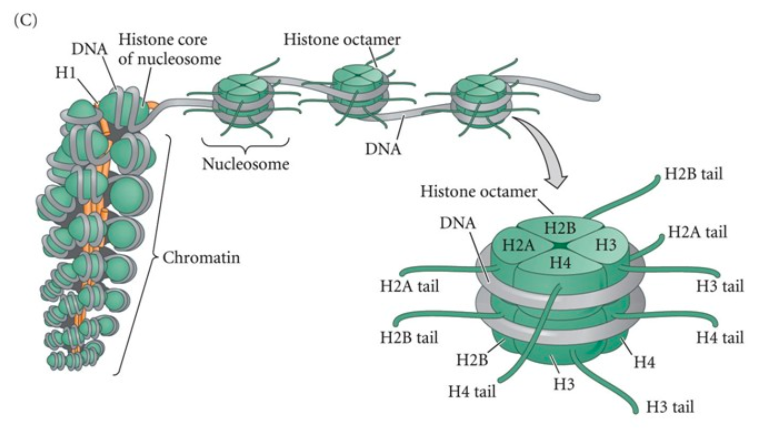 (C)
DNA
Histone core
of nucleosome
H1
Histone octamer
DNA
Nucleosome
Chromatin
Histone octamer
DNA
H2B tail
H2A tail
H2B
H2A
H3
H4
H2A tail
H3 tail
H2B tail
H4 tail
H2B
H4
H3
H4 tail
H3 tail